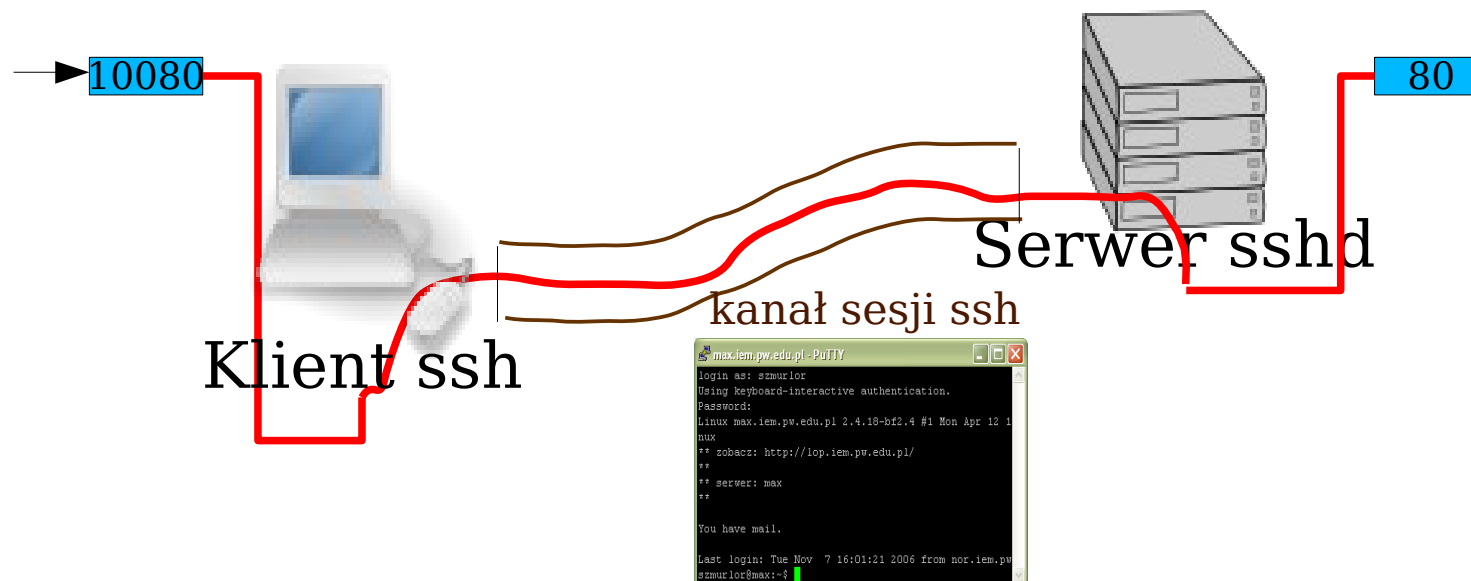 10080
80
Serwer sshd
kanał sesji ssh
Klient ssh
max.iem.pw.edu.pl - PuTTY
login as: szmurlor
Using keyboard-interactive authentication.
Password:
Linux max.iem.pw.edu.pl 2.4.18-bf2.4 #1 Mon Apr 12 1
nux
** zobacz: http://lop.iem.pw.edu.pl/
**
** serwer: max
**
You have mail.
Last login: Tue Nov  7 16:01:21 2006 from nor.iem.pw
szmurlor@max:~$